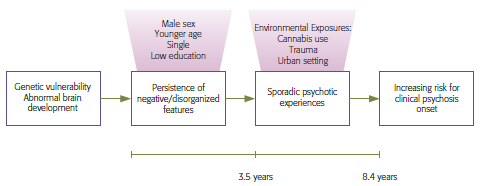 Male sex
Younger age
Single
Low education
Environmental Exposures:
Cannabis use
Trauma
Urban setting
Genetic vulnerability
Abnormal brain
development
Persistence of
negative/disorganized
features
Sporadic psychotic
experiences
Increasing risk for
clinical psychosis
onset
3.5 years
8.4 years